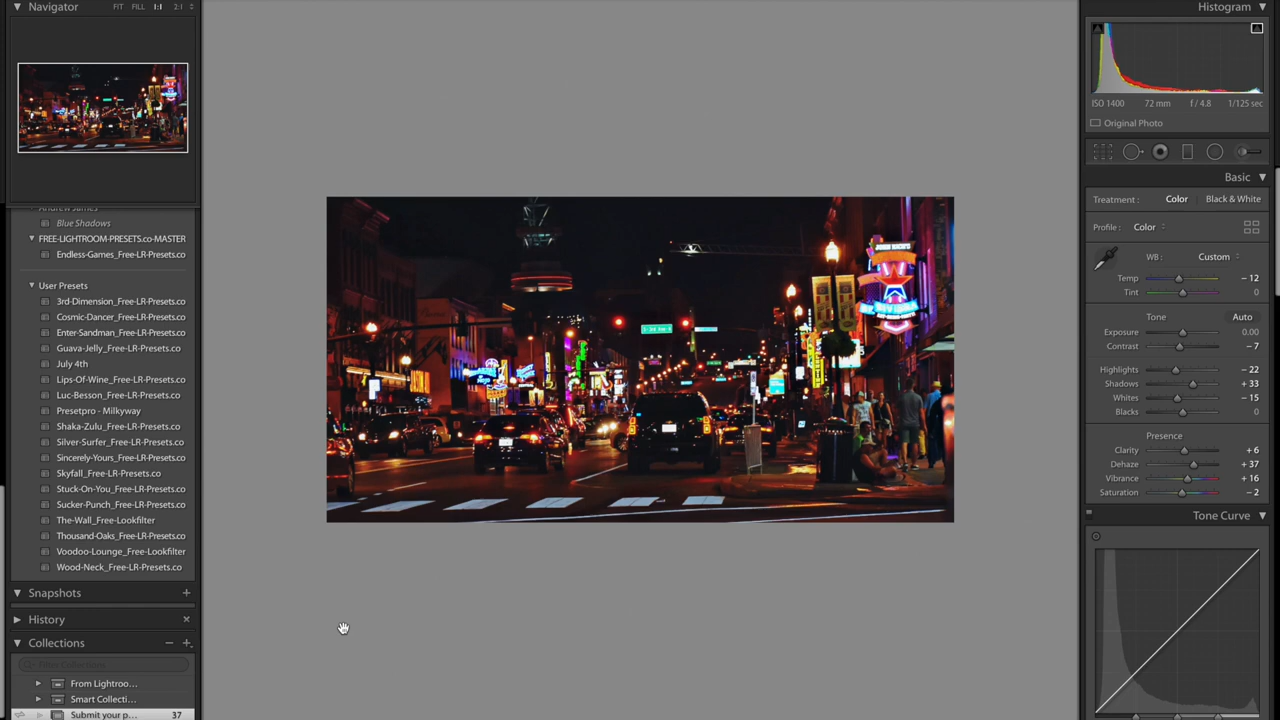 Navigator
FIT FILL 1:1 2:1
Blue Shadows
FREE-LIGHTROOM-PRESETS.co-MASTER
Endless-Games_Free-LR-Presets.co
User Presets
3rd-Dimension_Free-LR-Presets.co
Cosmic-Dancer_Free-LR-Presets.co
Enter-Sandman_Free-LR-Presets.co
Guava-Jelly_Free-LR-Presets.co
July 4th
Lips-Of-Wine_Free-LR-Presets.co
Luc-Besson_Free-LR-Presets.co
Presetpro - Milkyway
Shaka-Zulu_Free-LR-Presets.co
Silver-Surfer_Free-LR-Presets.co
Sincerely-Yours_Free-LR-Presets.co
Skyfall_Free-LR-Presets.co
Stuck-On-You_Free-LR-Presets.co
Sucker-Punch_Free-LR-Presets.co
The-Wall_Free-Lookfilter
Thousand-Oaks_Free-LR-Presets.co
Voodoo-Lounge_Free-Lookfilter
Wood-Neck_Free-LR-Presets.co
Snapshots
History
Collections
Filter Collections
From Lightroo...
Smart Collecti...
Submit your p... 37
Histogram
ISO 1400 72 mm f / 4.8 1/125 sec
Original Photo
Basic
Treatment : Color Black & White
Profile : Color
WB : Custom
Temp - 12
Tint 0
Tone Auto
Exposure 0.00
Contrast - 7
Highlights - 22
Shadows + 33
Whites - 15
Blacks 0
Presence
Clarity + 6
Dehaze + 37
Vibrance + 16
Saturation - 2
Tone Curve